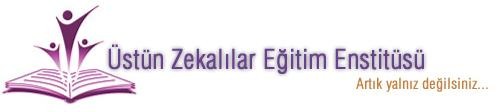 Üstün Zekalılar Eğitim Enstitüsü
Artık yalnız değilsiniz...